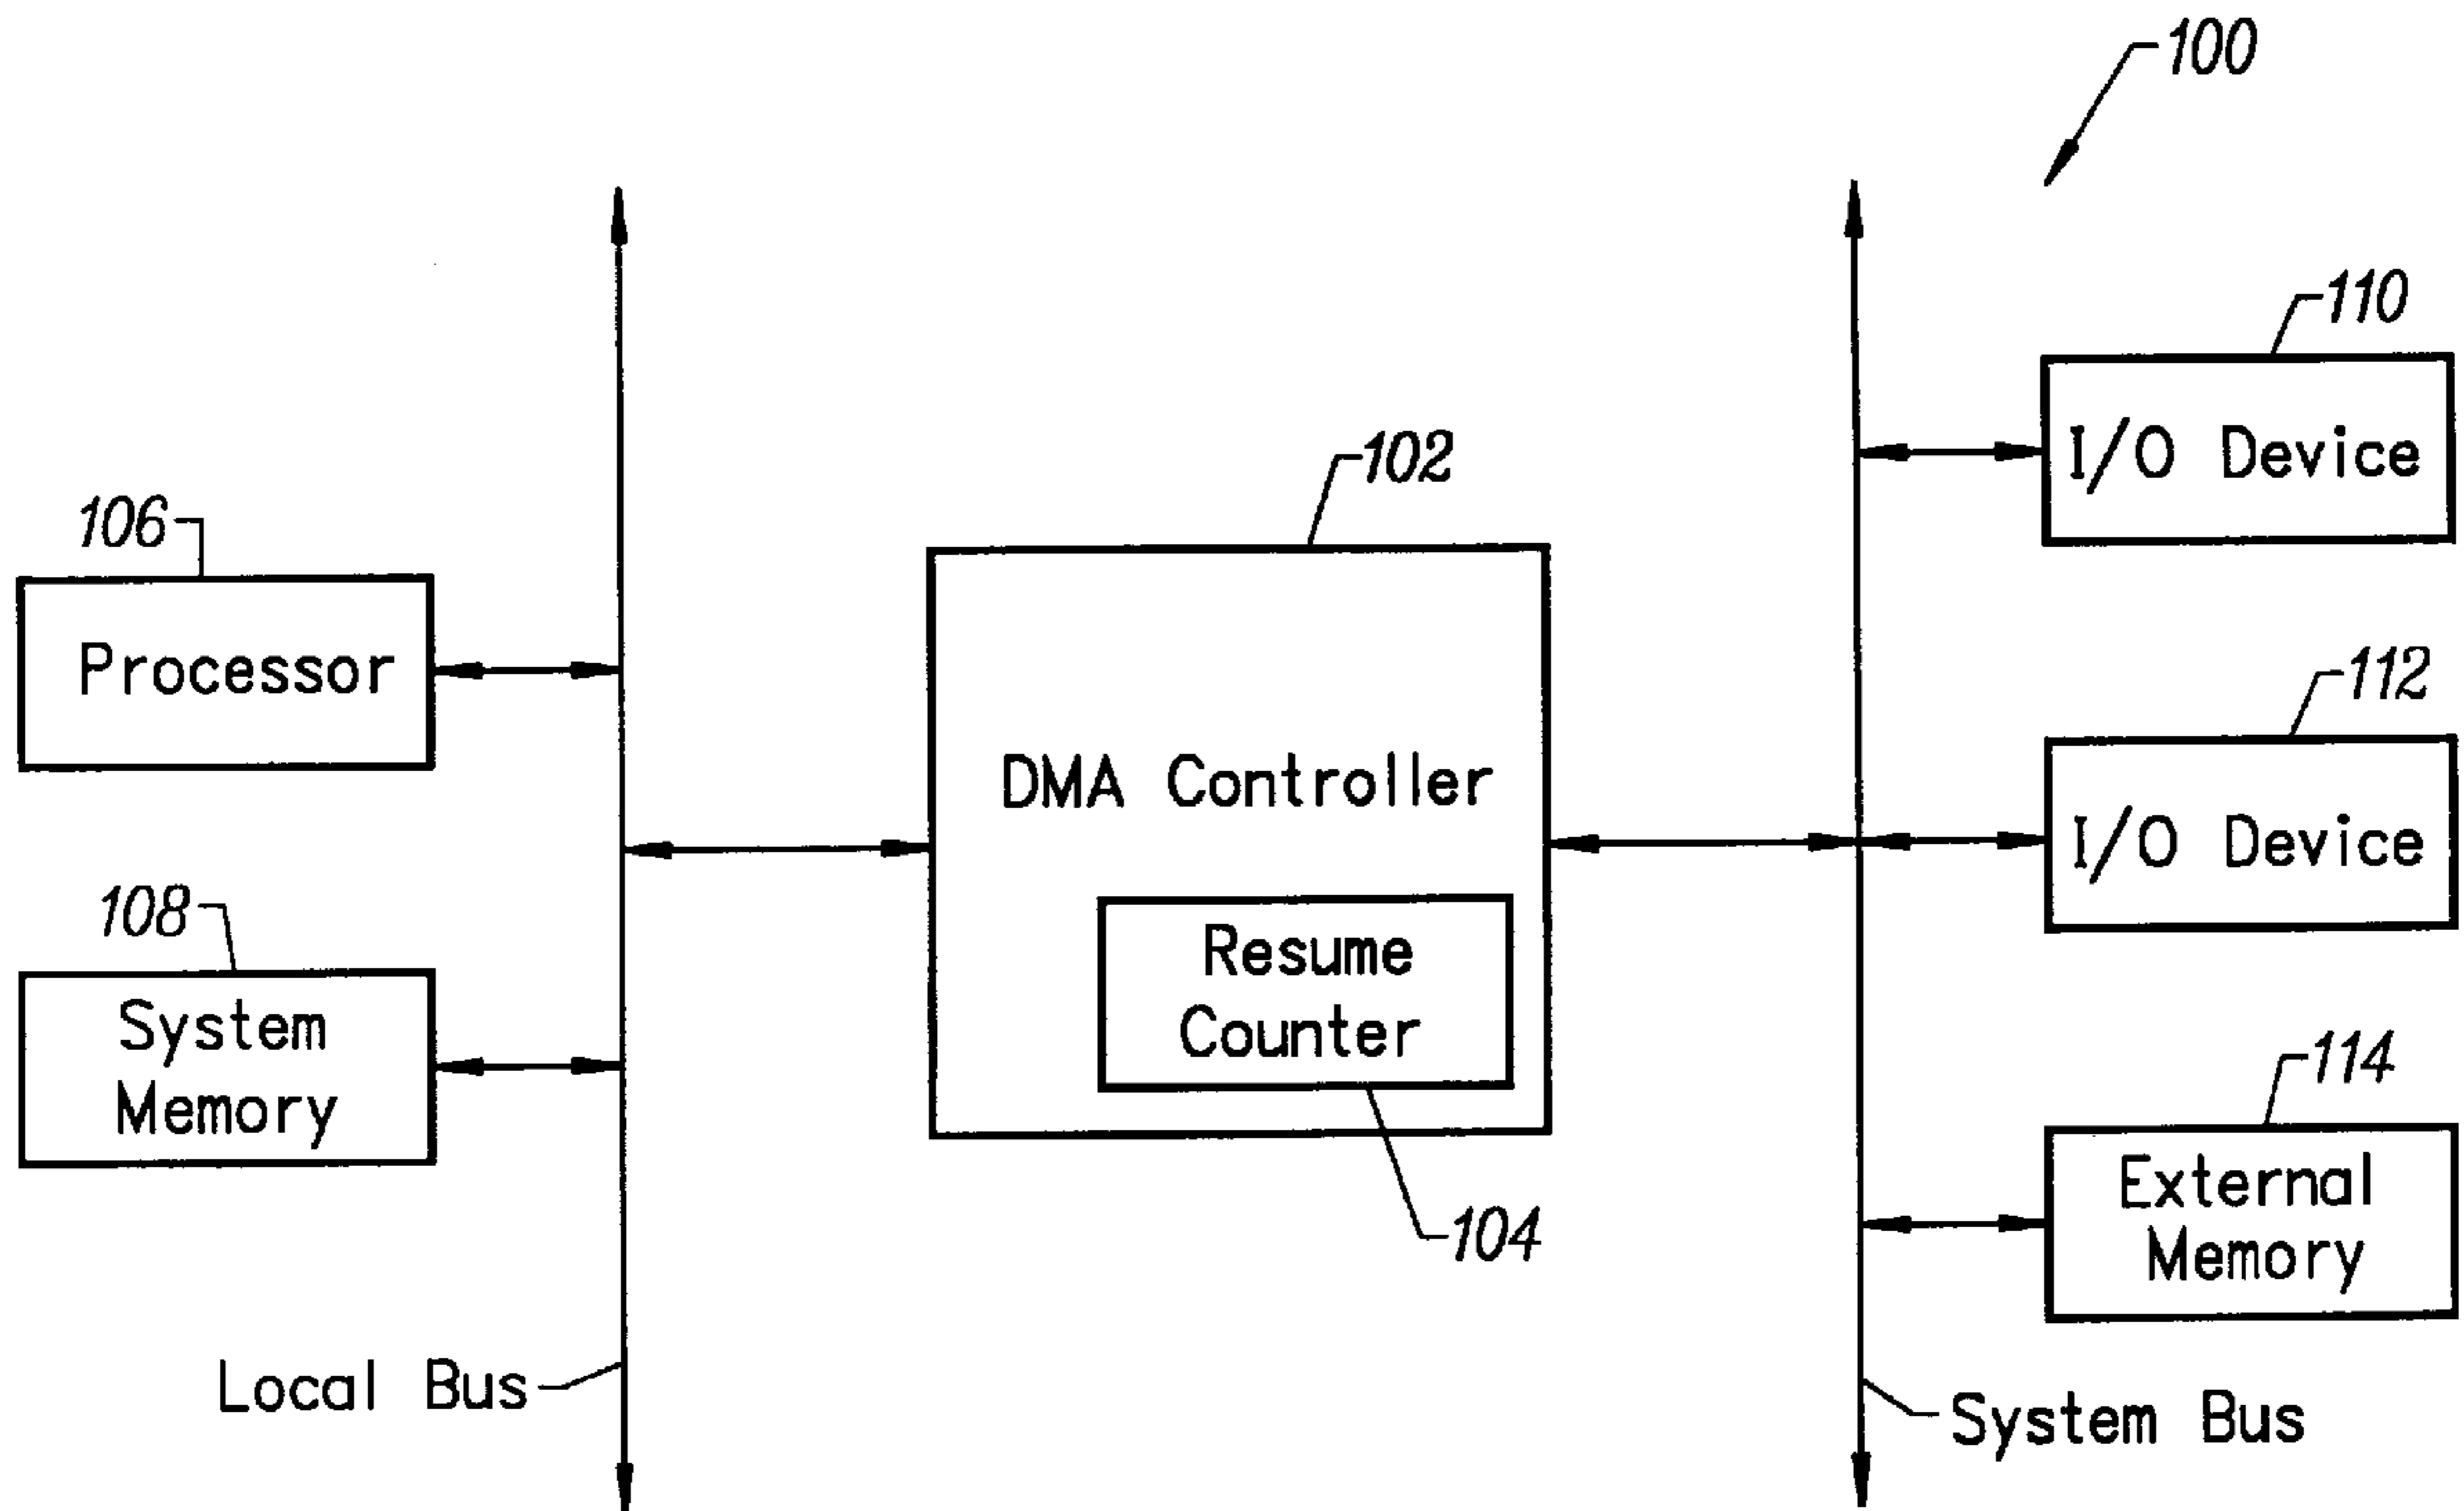 100
110
I/O Device
102
106
Processor
112
DMA Controller
I/O Device
108
Resume
Counter
System
Memory
114
External
Memory
104
Local Bus
System Bus